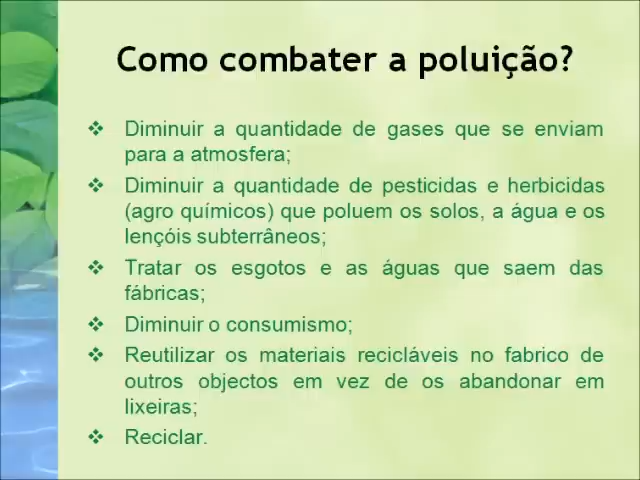 Como combater a poluição?
❖ Diminuir a quantidade de gases que se enviam
para a atmosfera;
❖ Diminuir a quantidade de pesticidas e herbicidas
(agro químicos) que poluem os solos, a água e os
lençóis subterrâneos;
❖ Tratar os esgotos e as águas que saem das
fábricas;
❖ Diminuir o consumismo;
❖ Reutilizar os materiais recicláveis no fabrico de
outros objectos em vez de os abandonar em
lixeiras;
❖ Reciclar.